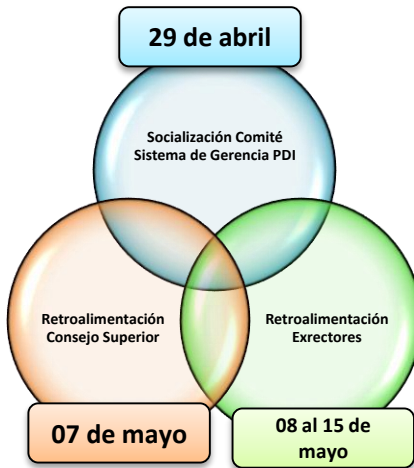 29 de abril
Socialización Comité
Sistema de Gerencia PDI
Retroalimentación
Consejo Superior
Retroalimentación
Exrectores
07 de mayo
08 al 15 de
mayo